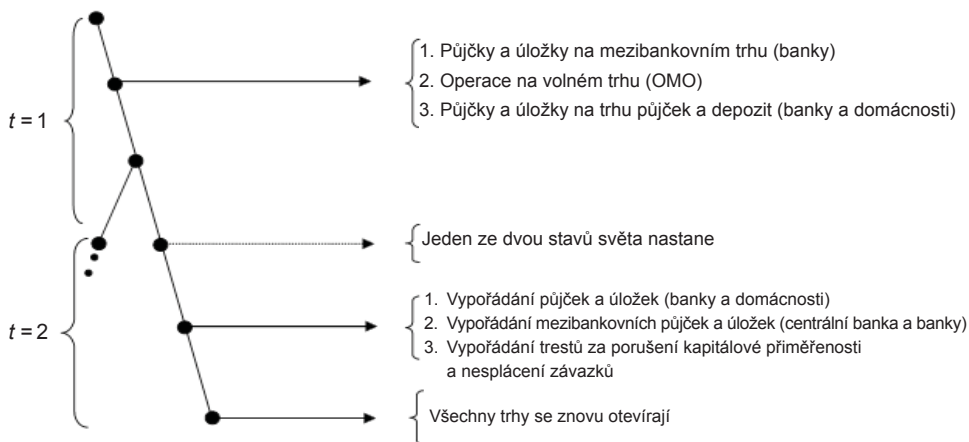 1. Půjčky a úložky na mezibankovním trhu (banky)
2. Operace na volném trhu (OMO)
3. Půjčky a úložky na trhu půjček a depozit (banky a domácnosti)
t = 1
Jeden ze dvou stavů světa nastane
1. Vypořádání půjček a úložek (banky a domácnosti)
2. Vypořádání mezibankovních půjček a úložek (centrální banka a banky)
3. Vypořádání trestů za porušení kapitálové přiměřenosti
a nesplácení závazků
t = 2
Všechny trhy se znovu otevírají